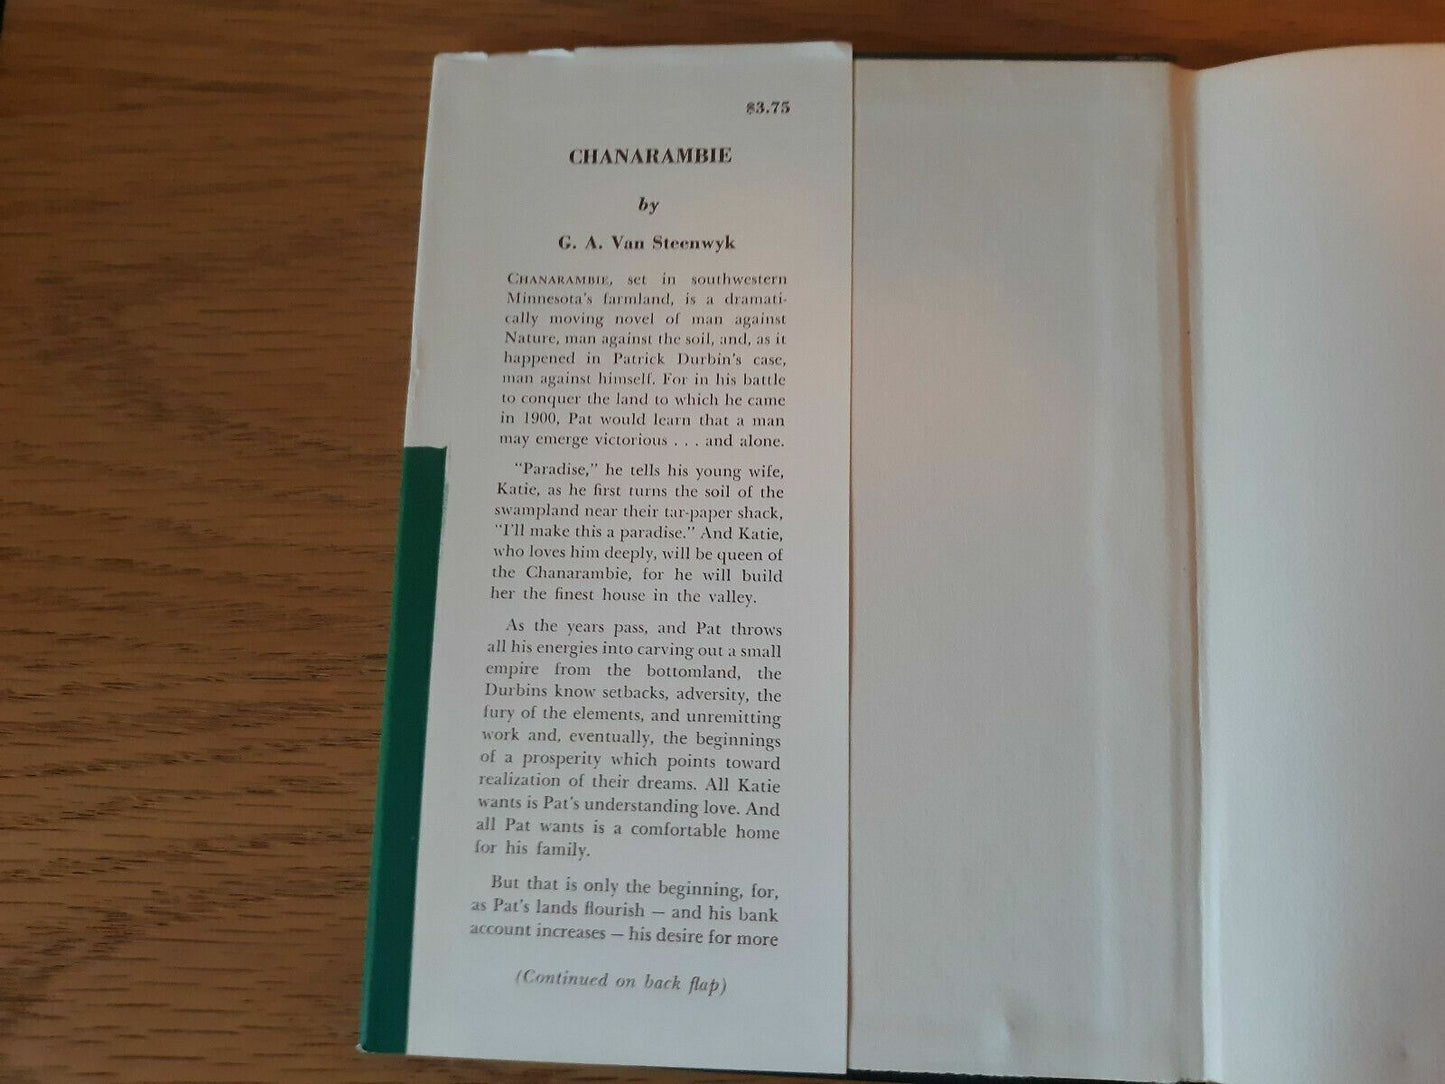 $3.75
CHANARAMBIE
by
G. A. Van Steenwyk
CHANARAMBIE, set in southwestern
Minnesota's farmland, is a dramati-
cally moving novel of man against
Nature, man against the soil, and, as it
happened in Patrick Durbin's case,
man against himself. For in his battle
to conquer the land to which he came
in 1900, Pat would learn that a man
may emerge victorious . . . and alone.
"Paradise," he tells his young wife,
Katie, as he first turns the soil of the
swampland near their tar-paper shack,
"I'll make this a paradise." And Katie,
who loves him deeply, will be queen of
the Chanarambie, for he will build
her the finest house in the valley.
As the years pass, and Pat throws
all his energies into carving out a small
empire from the bottomland, the
Durbins know setbacks, adversity, the
fury of the elements, and unremitting
work and, eventually, the beginnings
of a prosperity which points toward
realization of their dreams. All Katie
wants is Pat's understanding love. And
all Pat wants is a comfortable home
for his family.
But that is only the beginning, for,
as Pat's lands flourish — and his bank
account increases — his desire for more
(Continued on back flap)